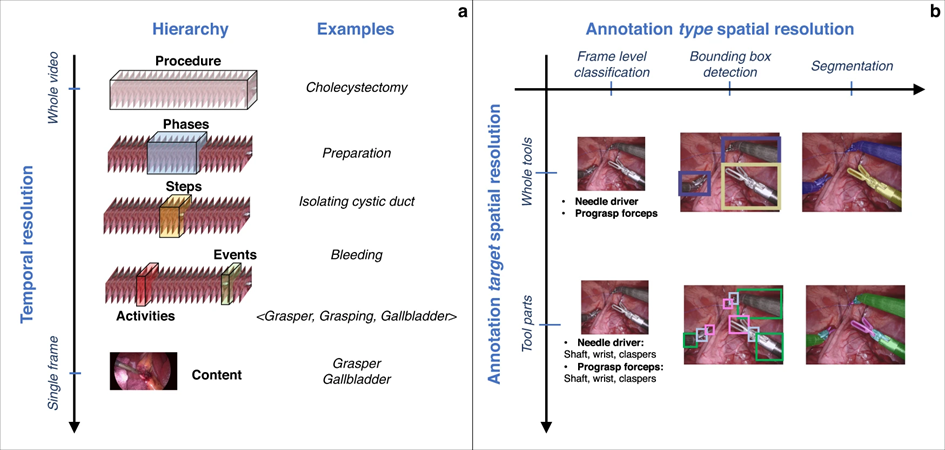 a
Hierarchy
Examples
Temporal resolution
Whole video
Single frame
Procedure
Cholecystectomy
Phases
Preparation
Steps
Isolating cystic duct
Events
Bleeding
Activities
<Grasper, Grasping, Gallbladder>
Content
Grasper
Gallbladder
b
Annotation type spatial resolution
Frame level
classification
Bounding box
detection
Segmentation
Annotation target spatial resolution
Whole tools
Tool parts
• Needle driver
• Prograsp forceps
• Needle driver:
Shaft, wrist, claspers
• Prograsp forceps:
Shaft, wrist, claspers